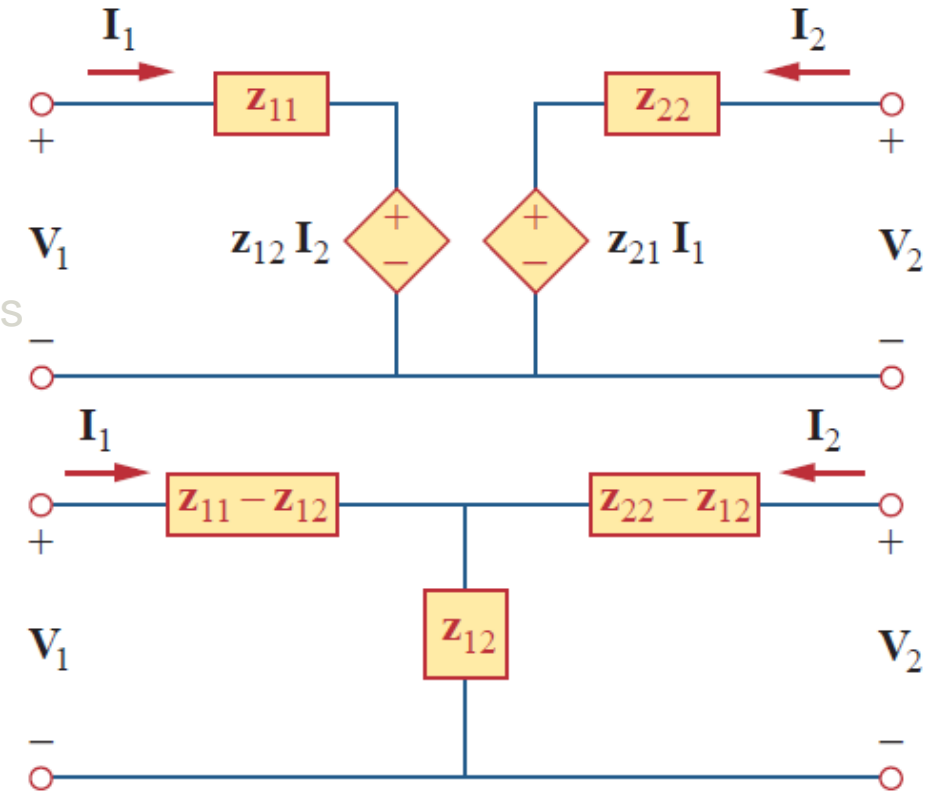 I₁ I₂
z₁₁ z₂₂
+ +
+ +
V₁ z₁₂ I₂ z₂₁ I₁ V₂
− −
s
− −
I₁ I₂
z₁₁ − z₁₂ z₂₂ − z₁₂
+ +
z₁₂
V₁ V₂
− −